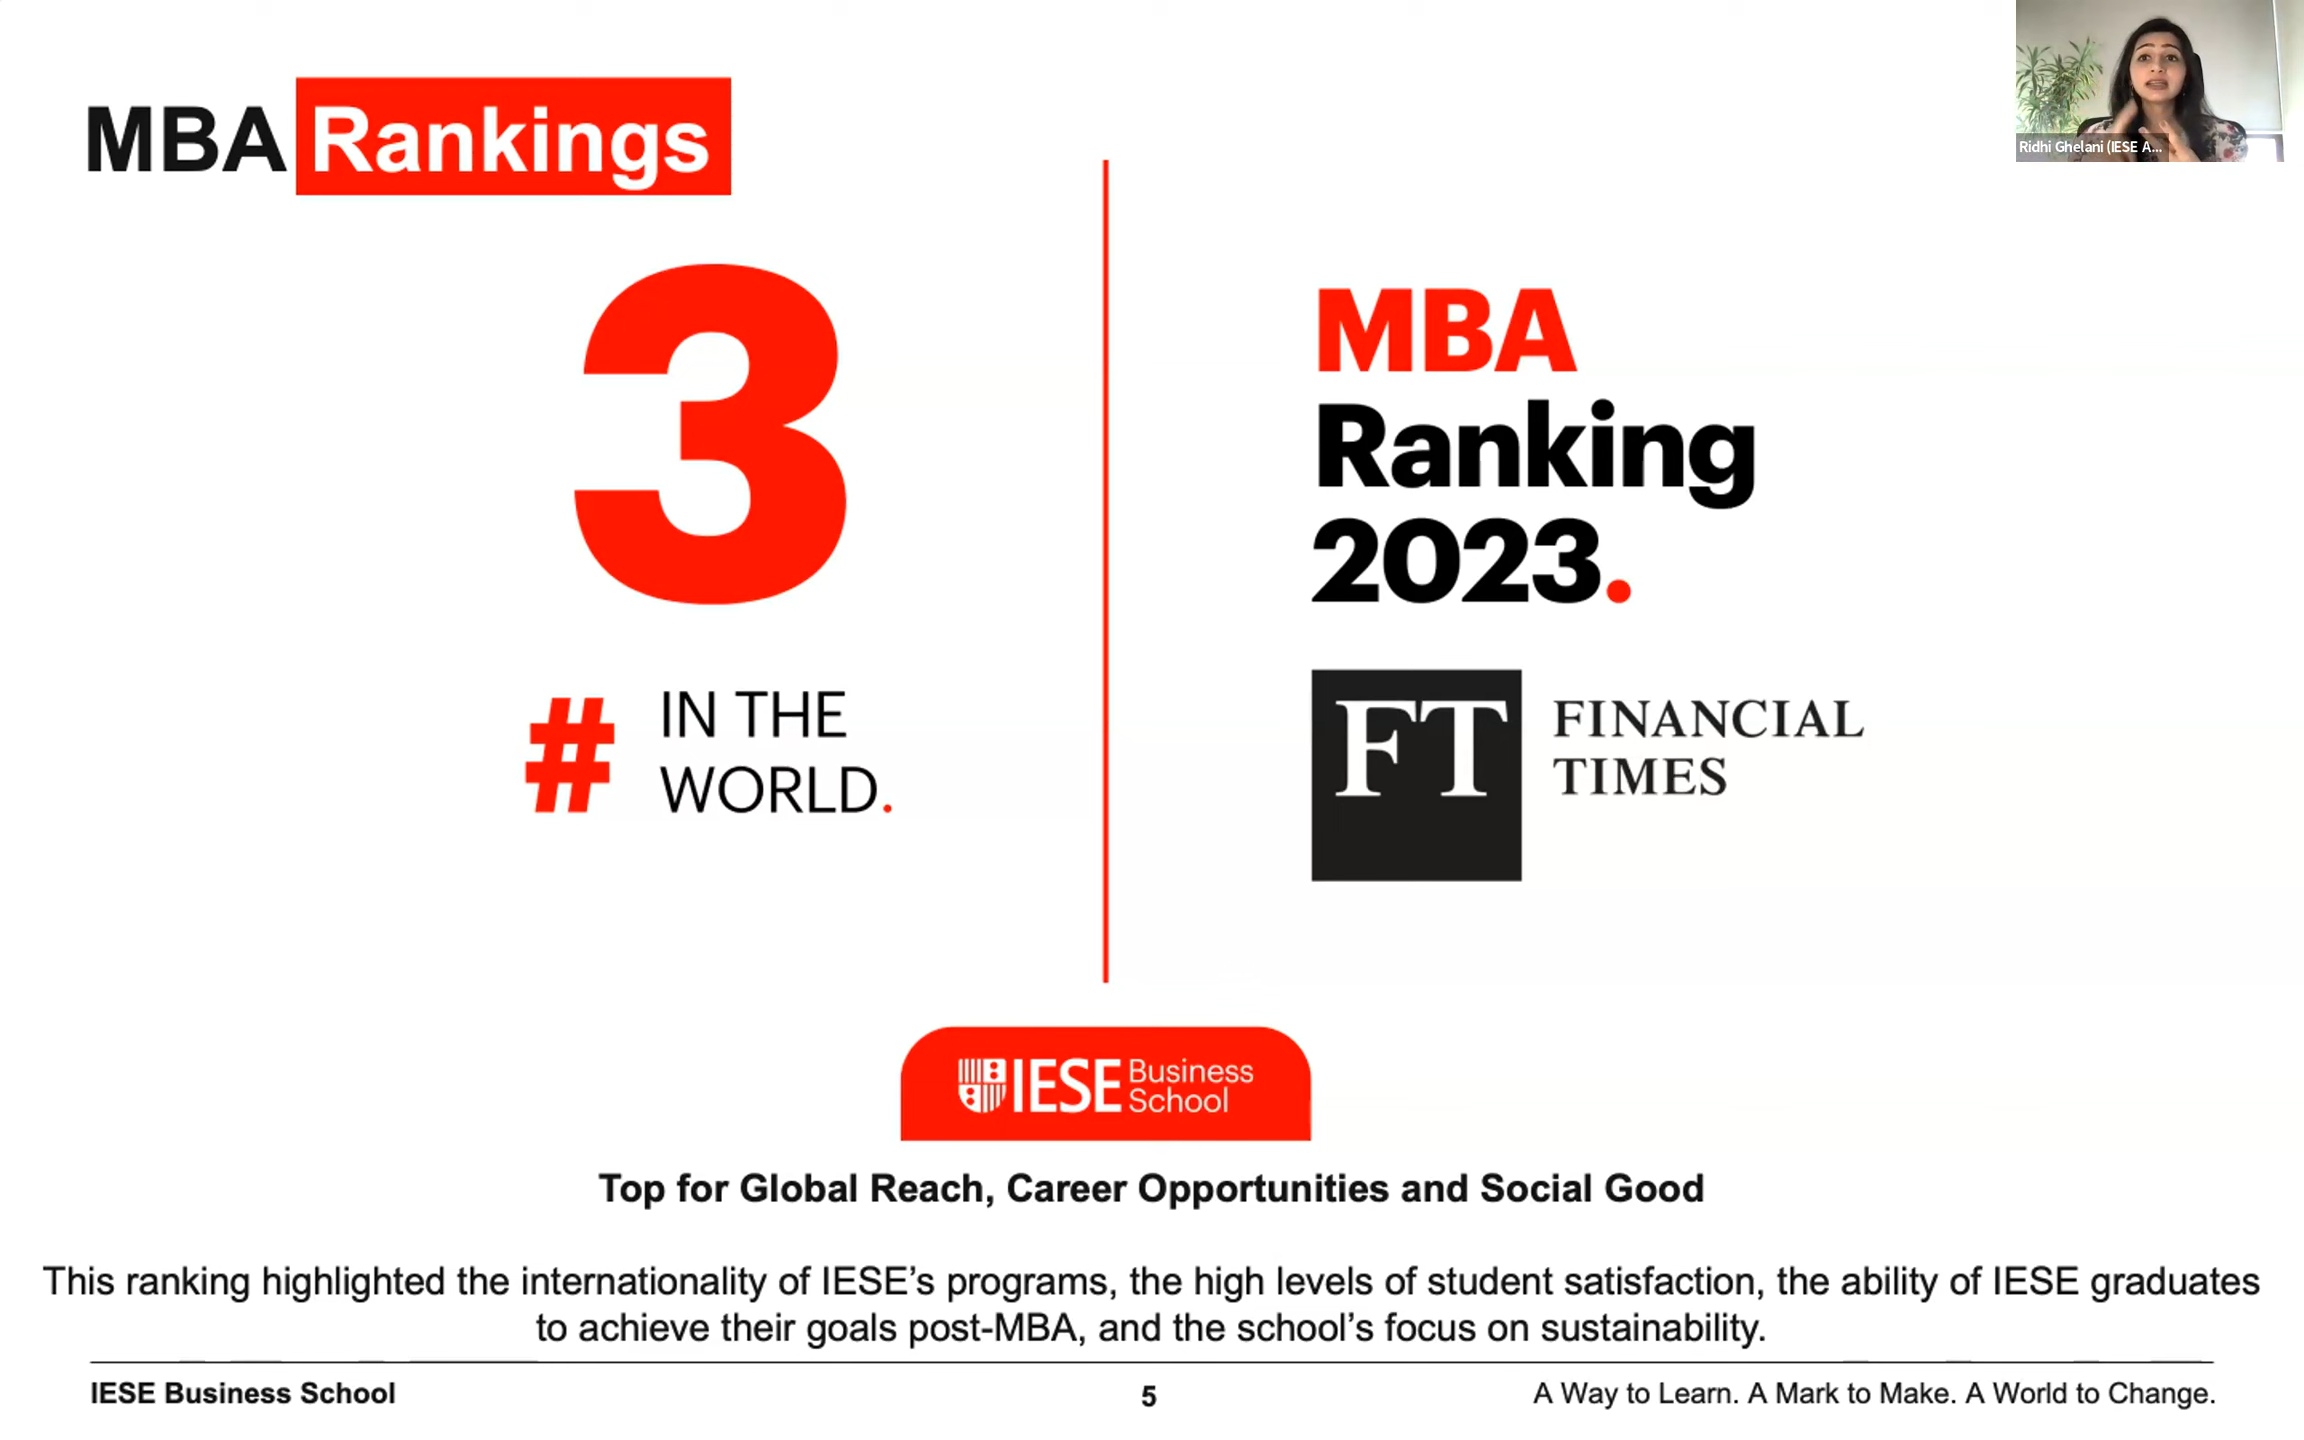 MBA Rankings
Ridhi Ghelani (IESE A...
3
# IN THE
WORLD.
MBA
Ranking
2023.
FT FINANCIAL
TIMES
IESE Business
School
Top for Global Reach, Career Opportunities and Social Good
This ranking highlighted the internationality of IESE’s programs, the high levels of student satisfaction, the ability of IESE graduates
to achieve their goals post-MBA, and the school’s focus on sustainability.
IESE Business School
5
A Way to Learn. A Mark to Make. A World to Change.